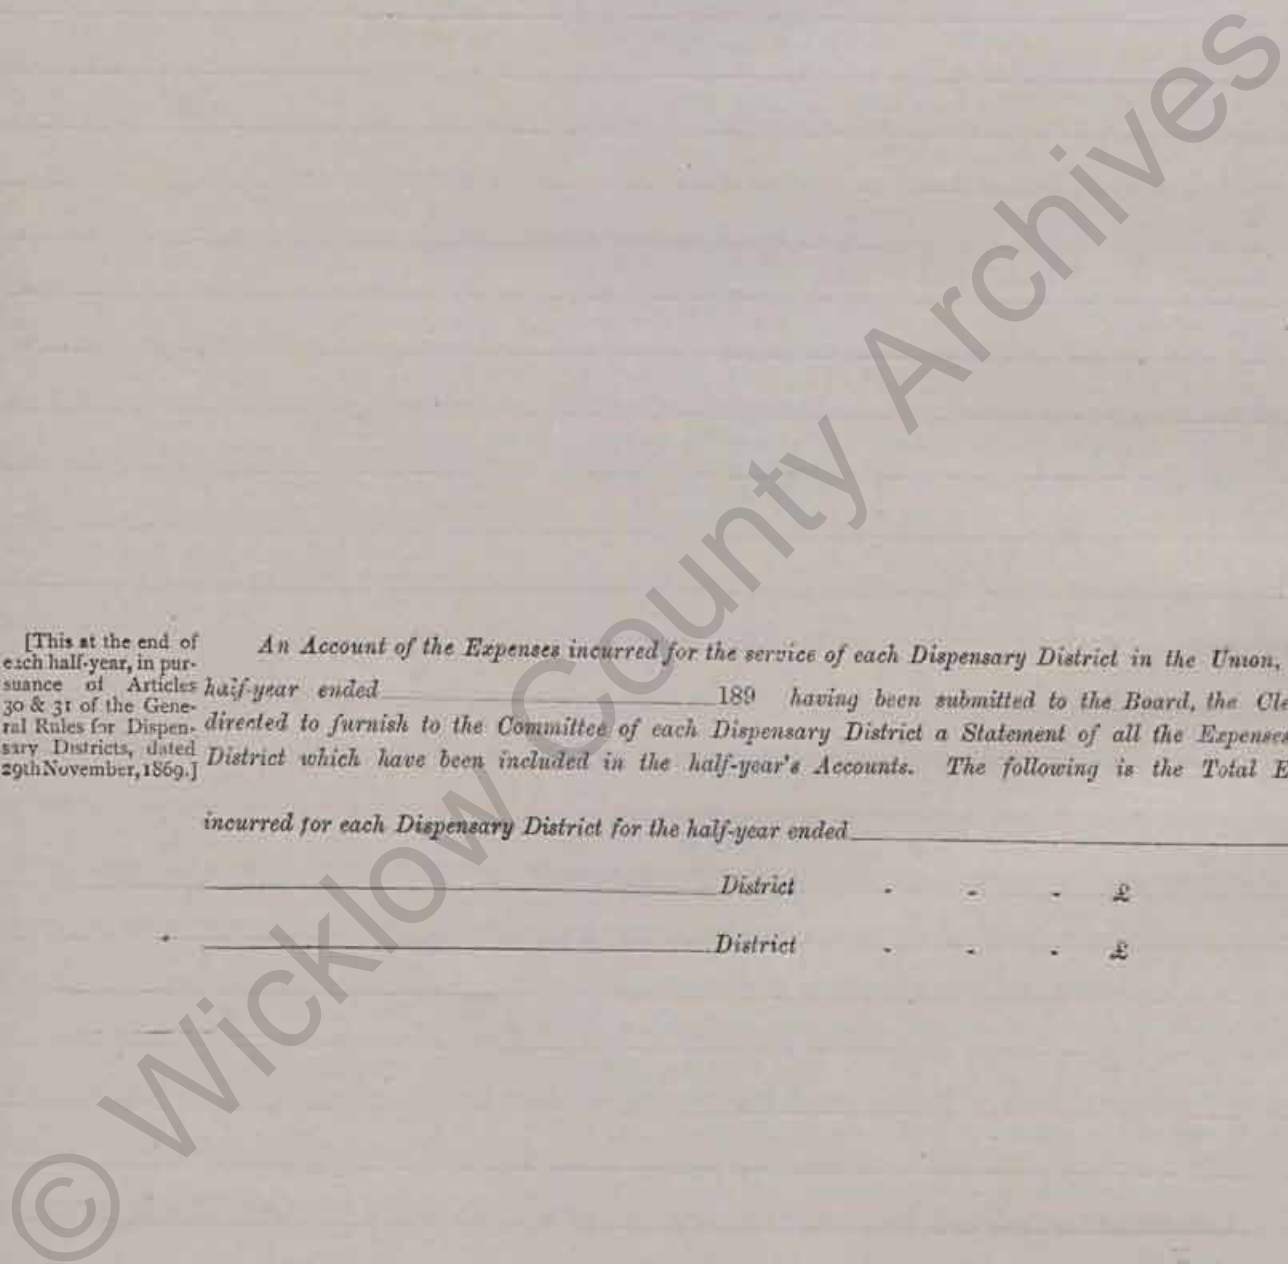 [This at the end of
each half-year, in pur-
suance of Articles
30 & 31 of the Gene-
ral Rules for Dispen-
sary Districts, dated
29th November, 1869.]
An Account of the Expenses incurred for the service of each Dispensary District in the Union,
half-year ended 189 having been submitted to the Board, the Cle
directed to furnish to the Committee of each Dispensary District a Statement of all the Expenses
District which have been included in the half-year's Accounts. The following is the Total E
incurred for each Dispensary District for the half-year ended
District - - - £
District - - - £
© Wicklow County Archives